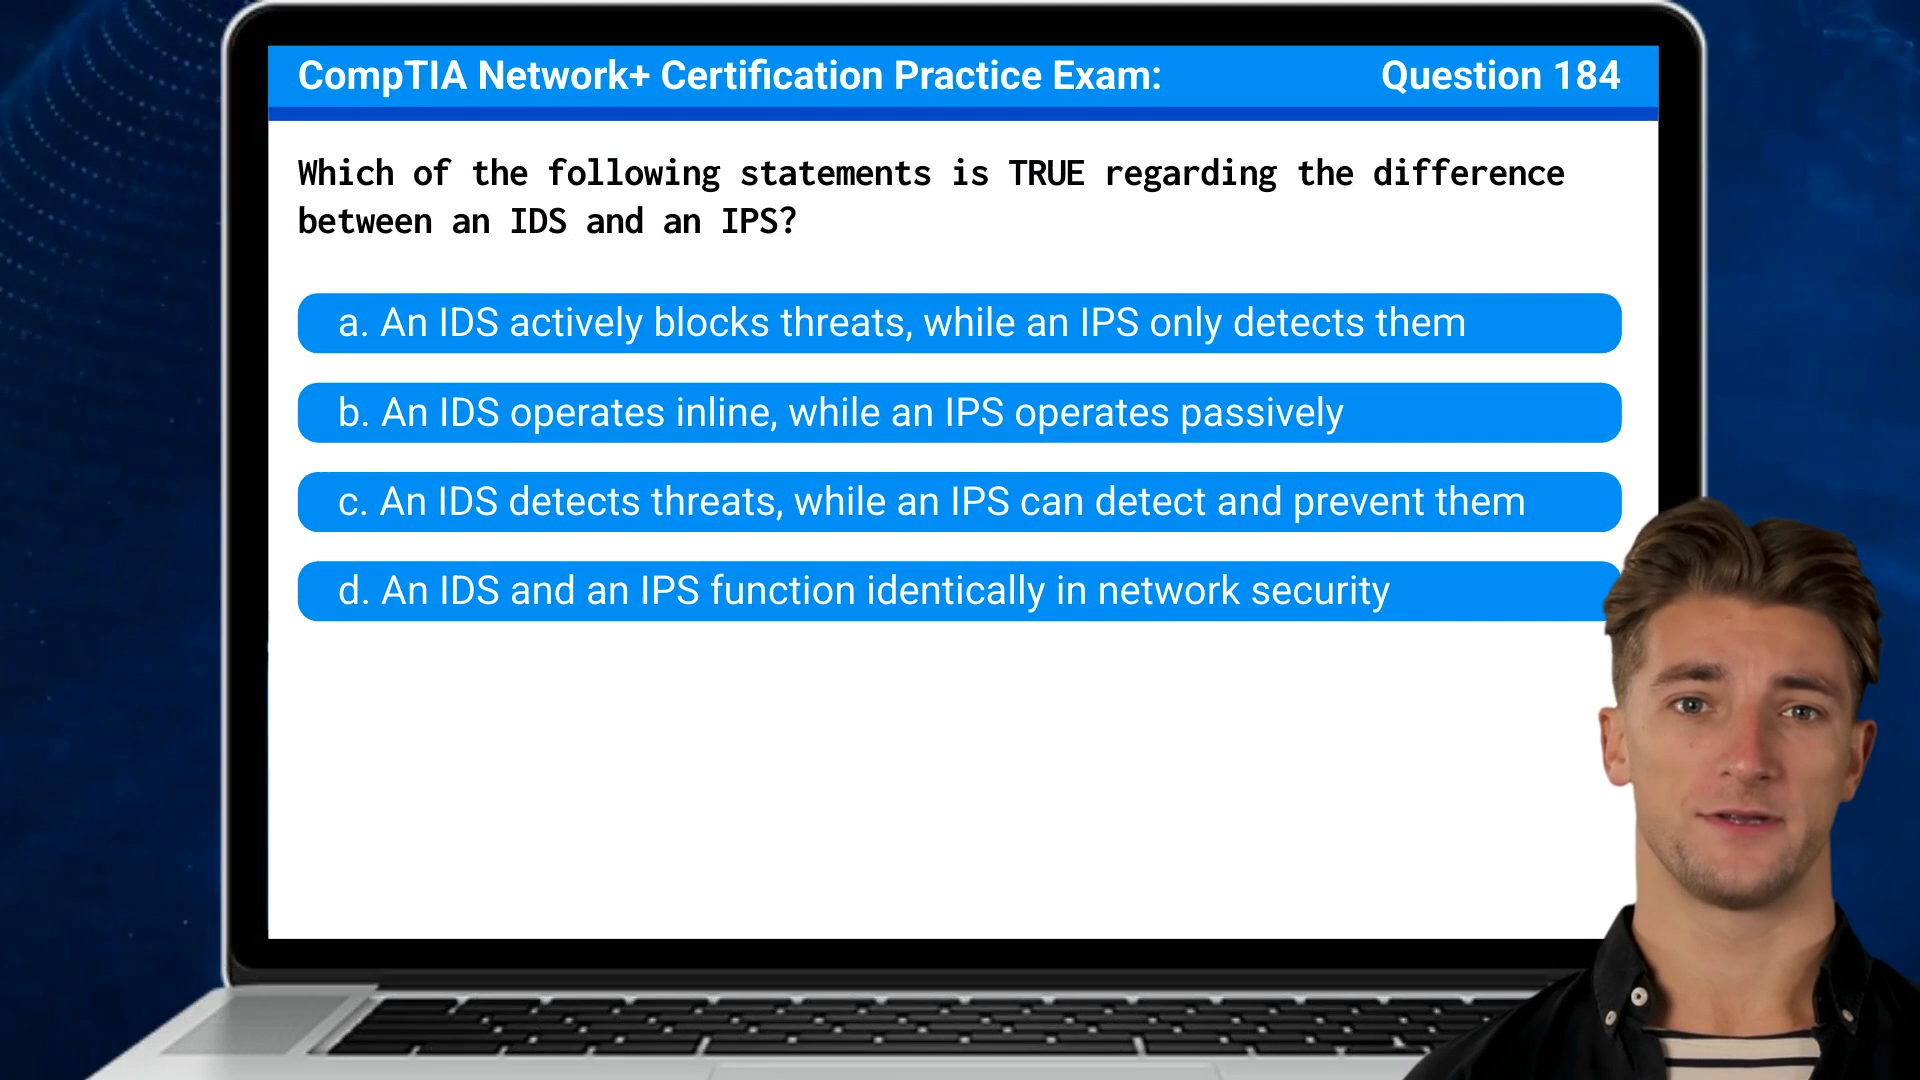 CompTIA Network+ Certification Practice Exam: Question 184
Which of the following statements is TRUE regarding the difference
between an IDS and an IPS?
a. An IDS actively blocks threats, while an IPS only detects them
b. An IDS operates inline, while an IPS operates passively
c. An IDS detects threats, while an IPS can detect and prevent them
d. An IDS and an IPS function identically in network security